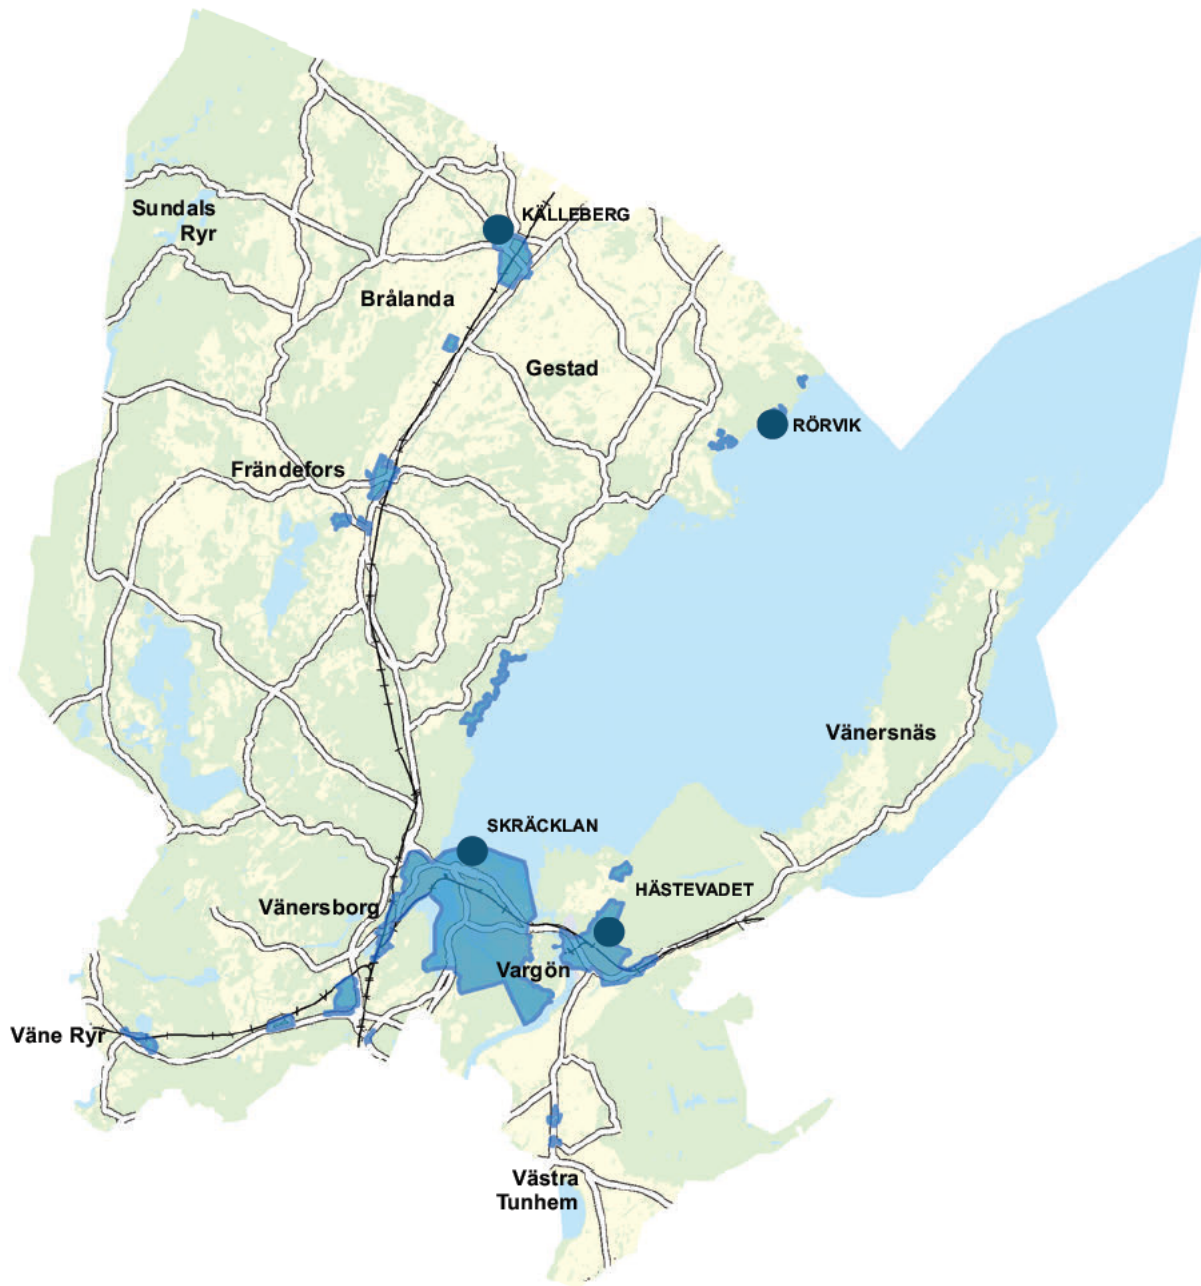 Sundals
Ryr
KÄLLEBERG
Brålanda
Gestad
RÖRVIK
Frändefors
Vänersnäs
SKRÄCKLAN
HÄSTEVADET
Vänersborg
Vargön
Väne Ryr
Västra
Tunhem